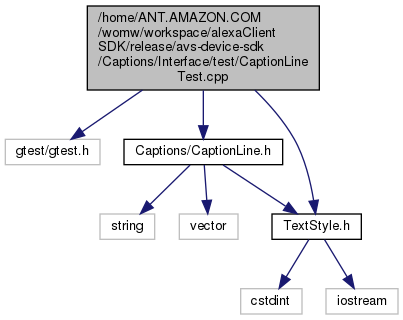 /home/ANT.AMAZON.COM
/womw/workspace/alexaClient
SDK/release/avs-device-sdk
/Captions/Interface/test/CaptionLine
Test.cpp
gtest/gtest.h
Captions/CaptionLine.h
string
vector
TextStyle.h
cstdint
iostream